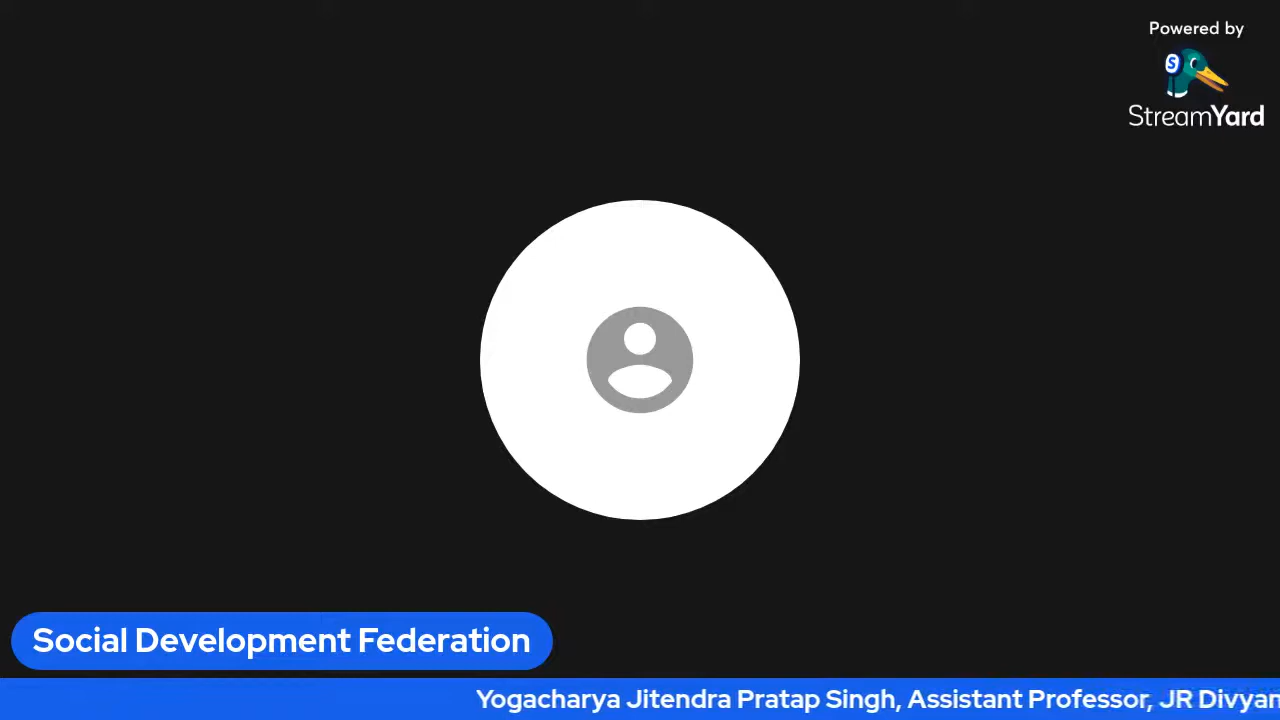 Powered by
S
StreamYard
Social Development Federation
Yogacharya Jitendra Pratap Singh, Assistant Professor, JR